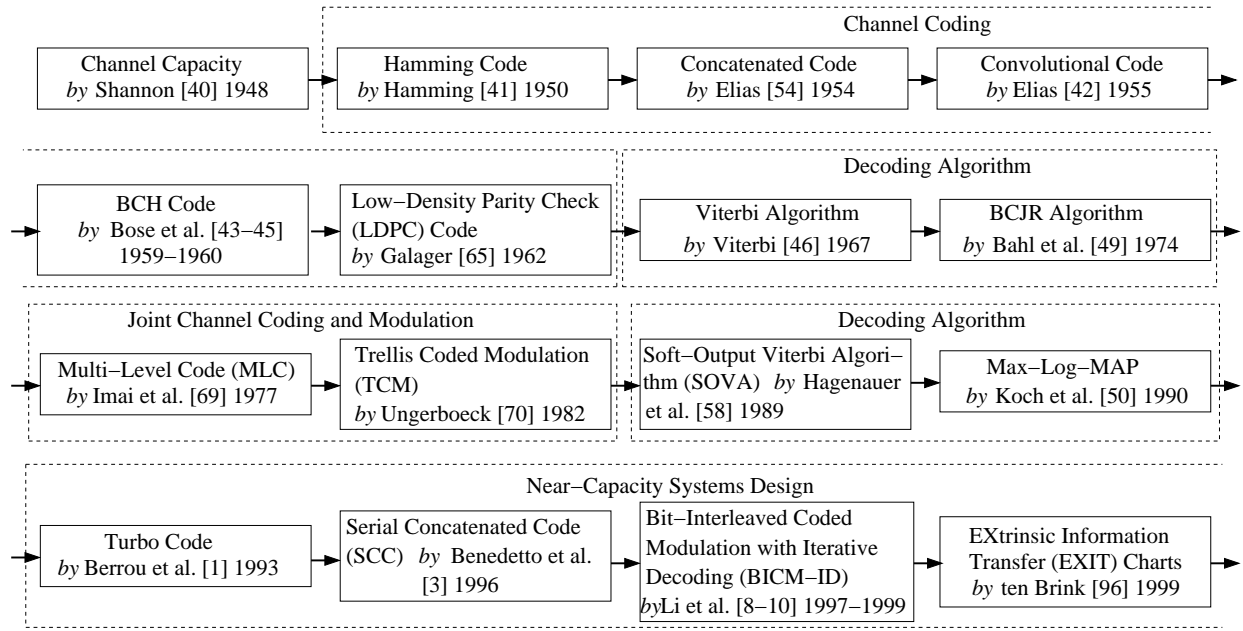 Channel Coding
Channel Capacity
by Shannon [40] 1948
Hamming Code
by Hamming [41] 1950
Concatenated Code
by Elias [54] 1954
Convolutional Code
by Elias [42] 1955
BCH Code
by Bose et al. [43−45]
1959−1960
Low−Density Parity Check
(LDPC) Code
by Galager [65] 1962
Decoding Algorithm
Viterbi Algorithm
by Viterbi [46] 1967
BCJR Algorithm
by Bahl et al. [49] 1974
Joint Channel Coding and Modulation
Multi−Level Code (MLC)
by Imai et al. [69] 1977
Trellis Coded Modulation
(TCM)
by Ungerboeck [70] 1982
Decoding Algorithm
Soft−Output Viterbi Algori−
thm (SOVA) by Hagenauer
et al. [58] 1989
Max−Log−MAP
by Koch et al. [50] 1990
Near−Capacity Systems Design
Turbo Code
by Berrou et al. [1] 1993
Serial Concatenated Code
(SCC) by Benedetto et al.
[3] 1996
Bit−Interleaved Coded
Modulation with Iterative
Decoding (BICM−ID)
byLi et al. [8−10] 1997−1999
EXtrinsic Information
Transfer (EXIT) Charts
by ten Brink [96] 1999